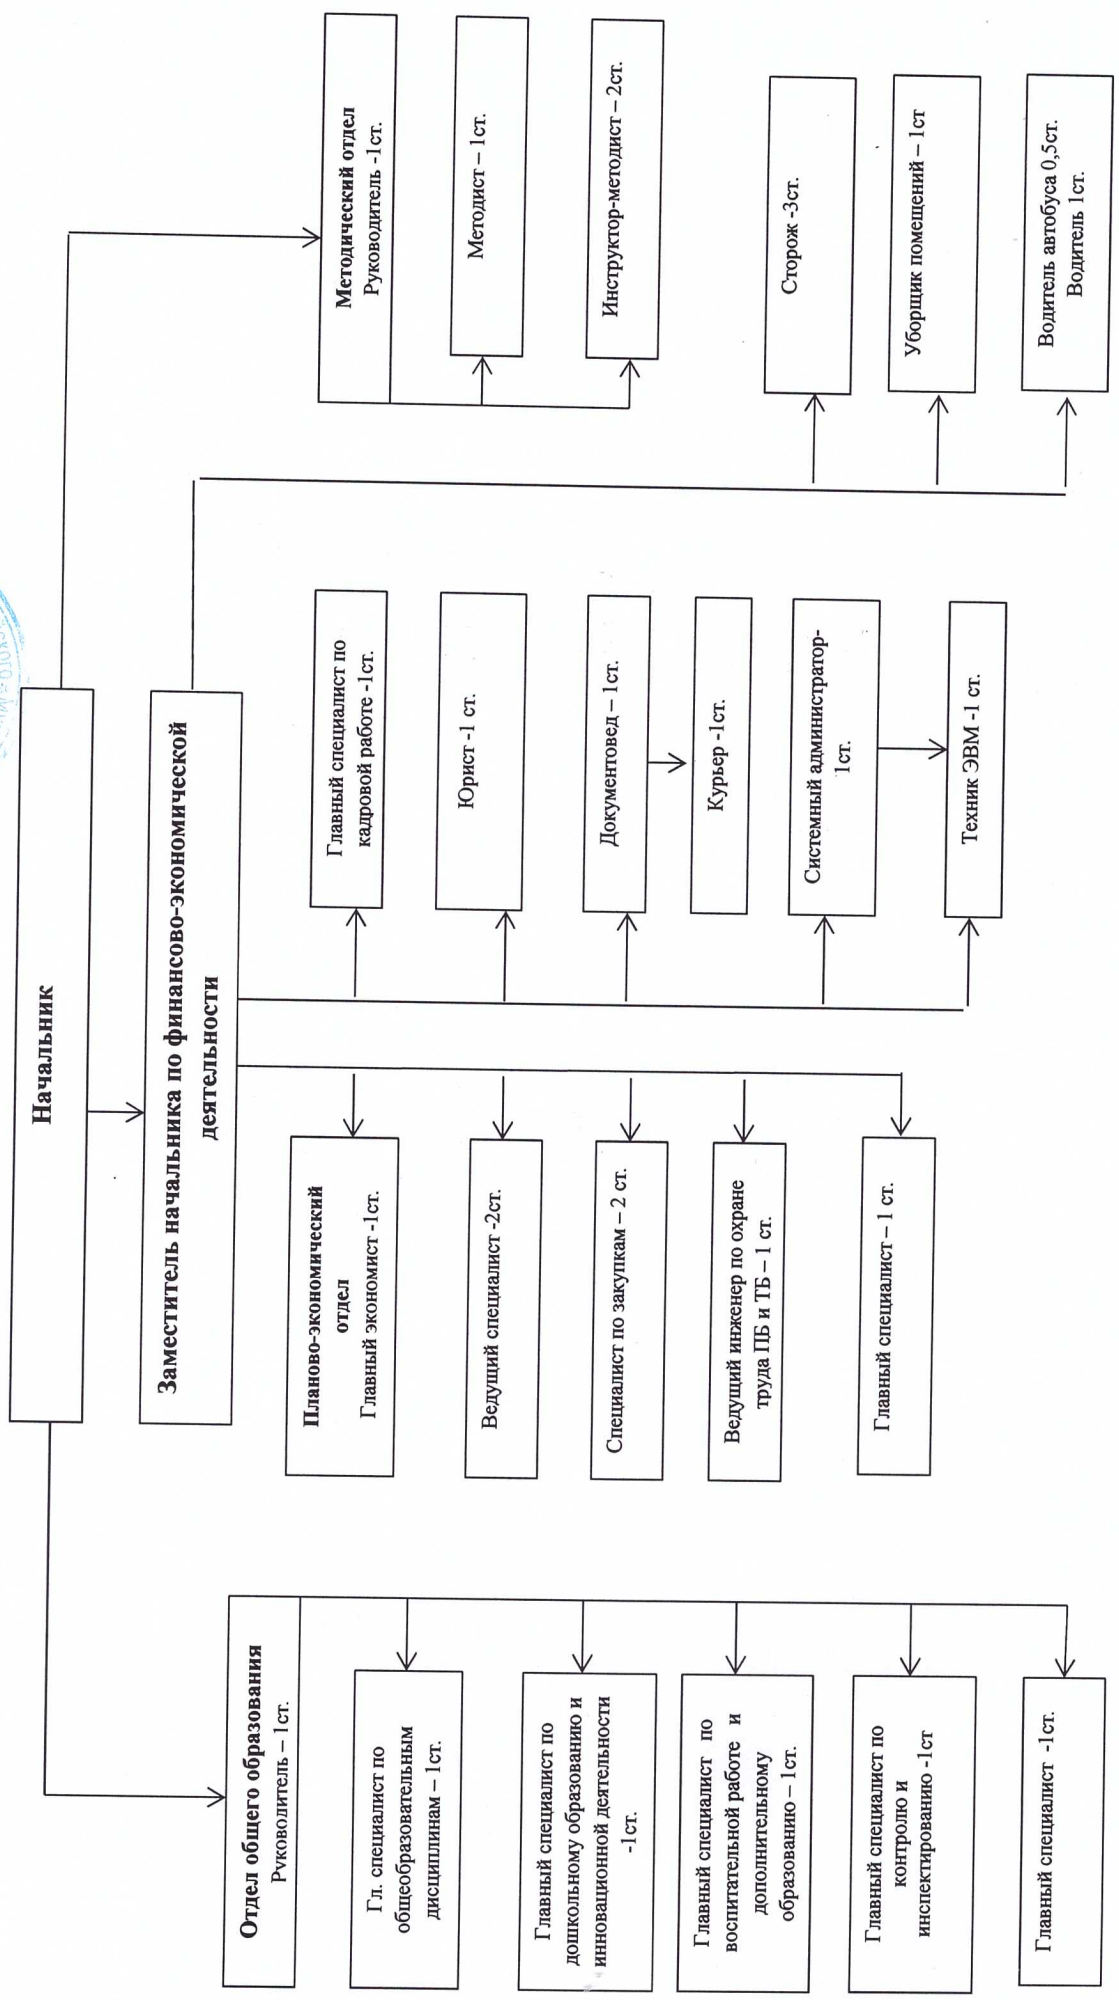 Начальник
Заместитель начальника по финансово-экономической
деятельности
Отдел общего образования
Руководитель – 1ст.
Гл. специалист по
общеобразовательным
дисциплинам – 1ст.
Главный специалист по
дошкольному образованию и
инновационной деятельности
-1ст.
Главный специалист по
воспитательной работе и
дополнительному
образованию – 1ст.
Главный специалист по
контролю и
инспектированию -1ст
Главный специалист -1ст.
Планово-экономический
отдел
Главный экономист -1ст.
Ведущий специалист -2ст.
Специалист по закупкам – 2 ст.
Ведущий инженер по охране
труда ПБ и ТБ – 1 ст.
Главный специалист – 1 ст.
Главный специалист по
кадровой работе -1ст.
Юрист -1 ст.
Документовед – 1ст.
Курьер -1ст.
Системный администратор-
1ст.
Техник ЭВМ -1 ст.
Методический отдел
Руководитель -1ст.
Методист – 1ст.
Инструктор-методист – 2ст.
Сторож -3ст.
Уборщик помещений – 1ст
Водитель автобуса 0,5ст.
Водитель 1ст.